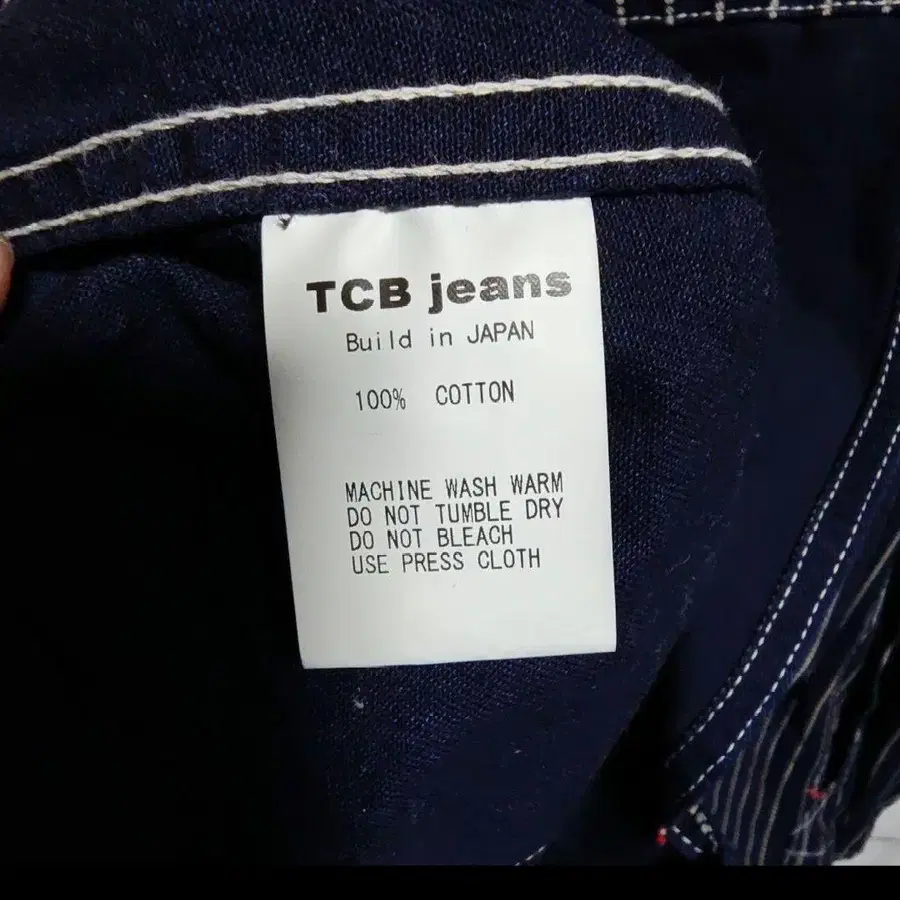 TCB jeans
Build in JAPAN
100% COTTON
MACHINE WASH WARM
DO NOT TUMBLE DRY
DO NOT BLEACH
USE PRESS CLOTH